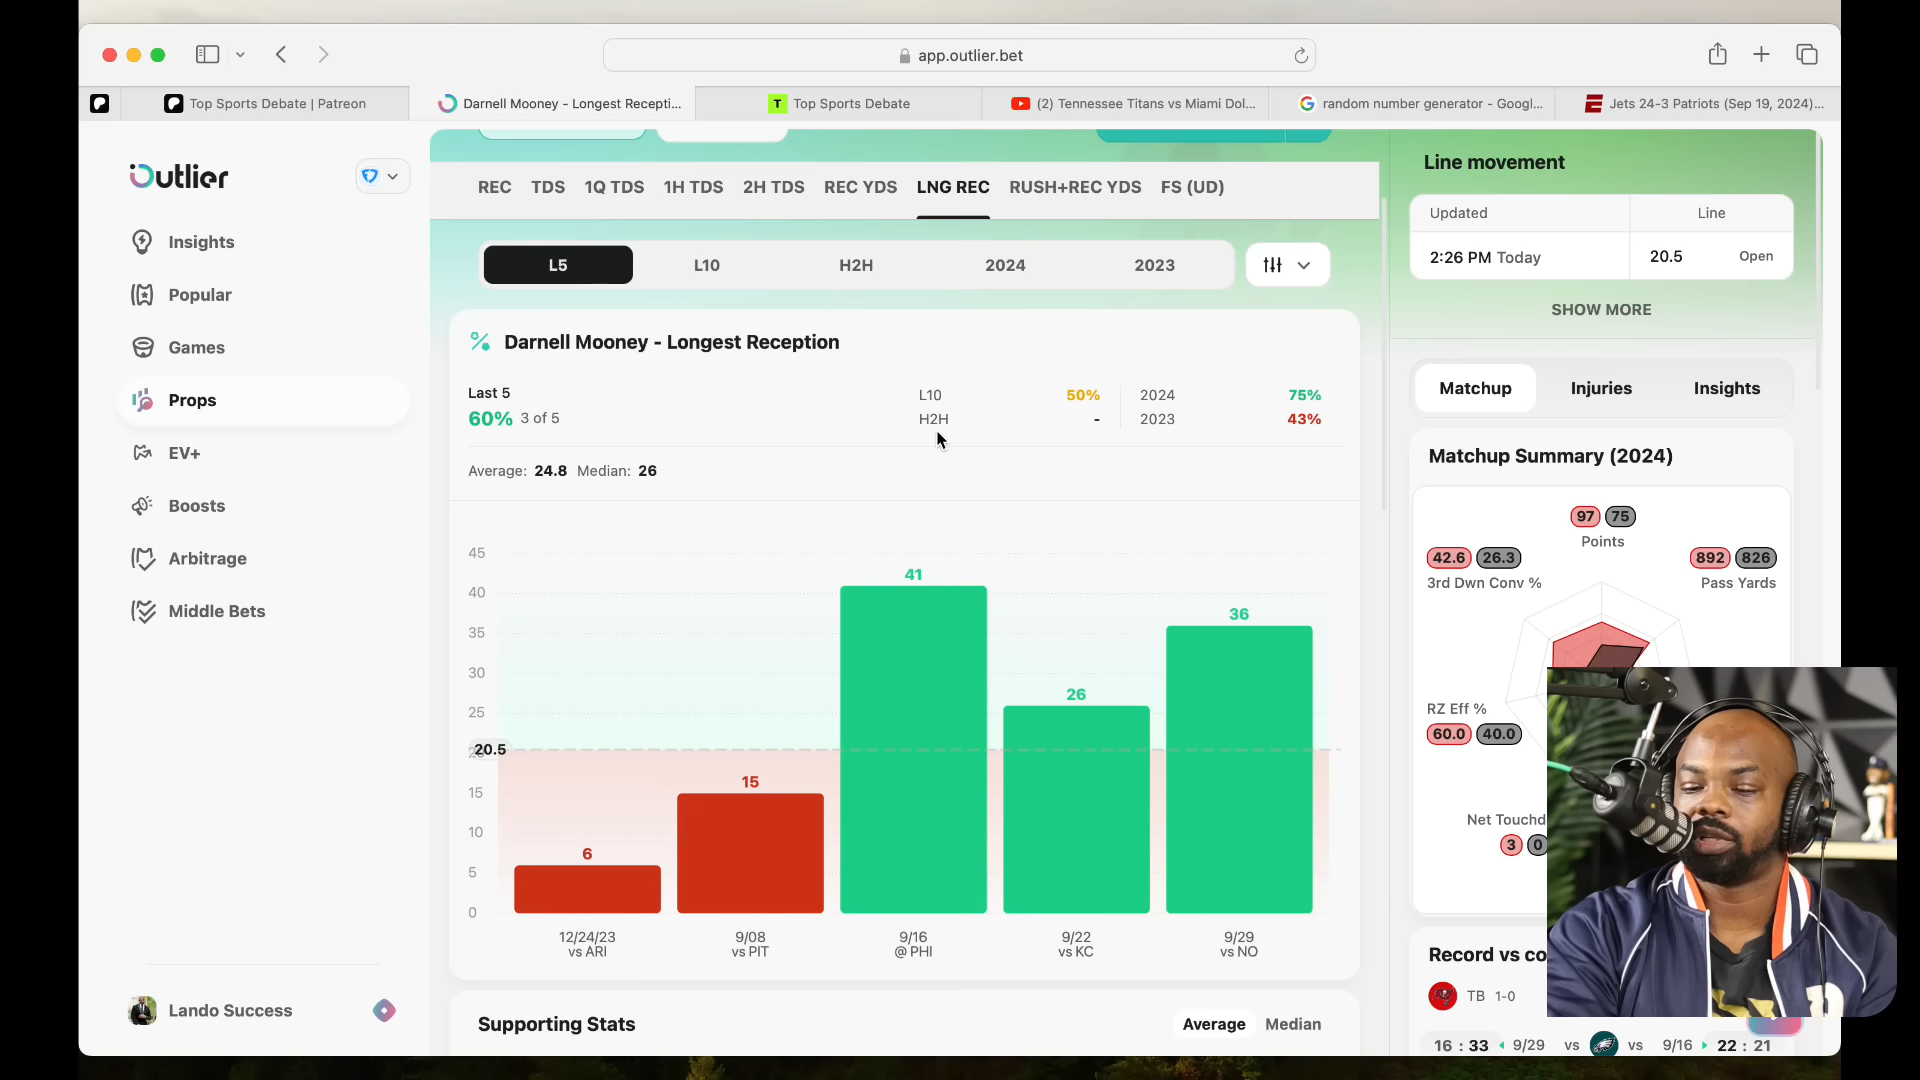 app.outlier.bet
Top Sports Debate | Patreon
Darnell Mooney - Longest Recepti...
Top Sports Debate
(2) Tennessee Titans vs Miami Dol...
random number generator - Googl...
Jets 24-3 Patriots (Sep 19, 2024)...
Outlier
Insights
Popular
Games
Props
EV+
Boosts
Arbitrage
Middle Bets
Lando Success
REC TDS 1Q TDS 1H TDS 2H TDS REC YDS LNG REC RUSH+REC YDS FS (UD)
L5 L10 H2H 2024 2023
Darnell Mooney - Longest Reception
Last 5
60% 3 of 5
L10 50% 2024 75%
H2H - 2023 43%
Average: 24.8 Median: 26
45
40
35
30
25
20.5
15
10
5
0
6
15
41
26
36
12/24/23
vs ARI
9/08
vs PIT
9/16
@ PHI
9/22
vs KC
9/29
vs NO
Supporting Stats
Average Median
Line movement
Updated Line
2:26 PM Today 20.5 Open
SHOW MORE
Matchup Injuries Insights
Matchup Summary (2024)
97 75
Points
42.6 26.3
3rd Dwn Conv %
892 826
Pass Yards
RZ Eff %
60.0 40.0
Net Touchd
3 0
Record vs co
TB 1-0
16 : 33 9/29 vs vs 9/16 22 : 21